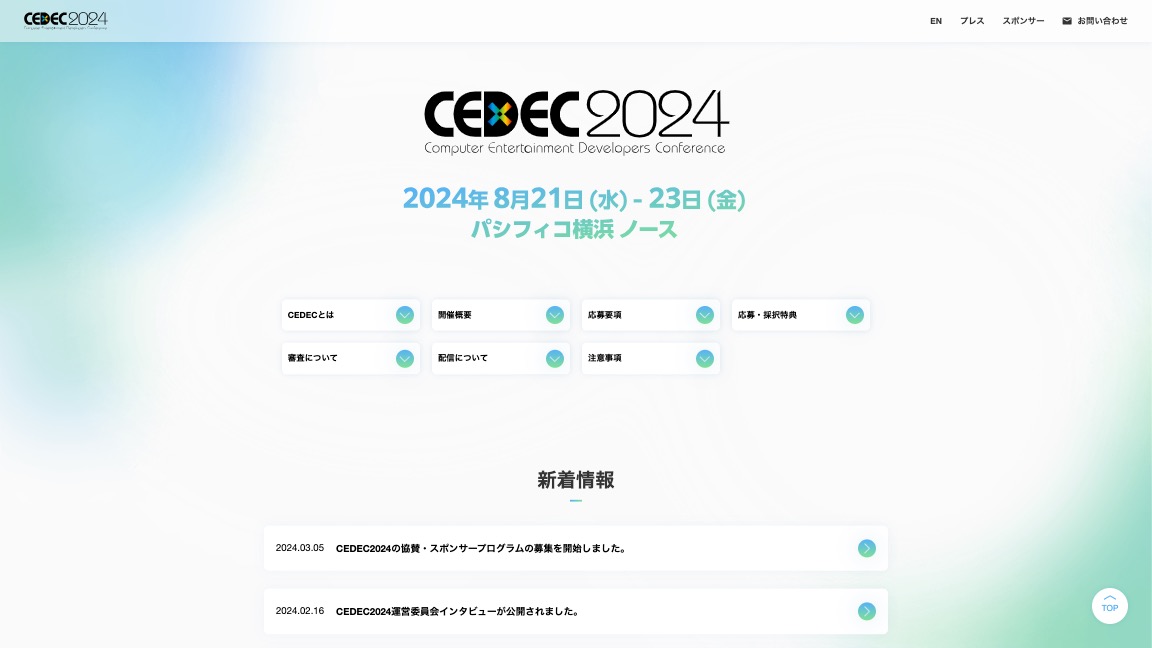 CEDEC2024
Computer Entertainment Developers Conference
EN
プレス
スポンサー
お問い合わせ
CEDEC2024
Computer Entertainment Developers Conference
2024年 8月21日 (水) - 23日 (金)
パシフィコ横浜 ノース
CEDECとは
開催概要
応募要項
応募・採択特典
審査について
配信について
注意事項
新着情報
2024.03.05 CEDEC2024の協賛・スポンサープログラムの募集を開始しました。
2024.02.16 CEDEC2024運営委員会インタビューが公開されました。
TOP